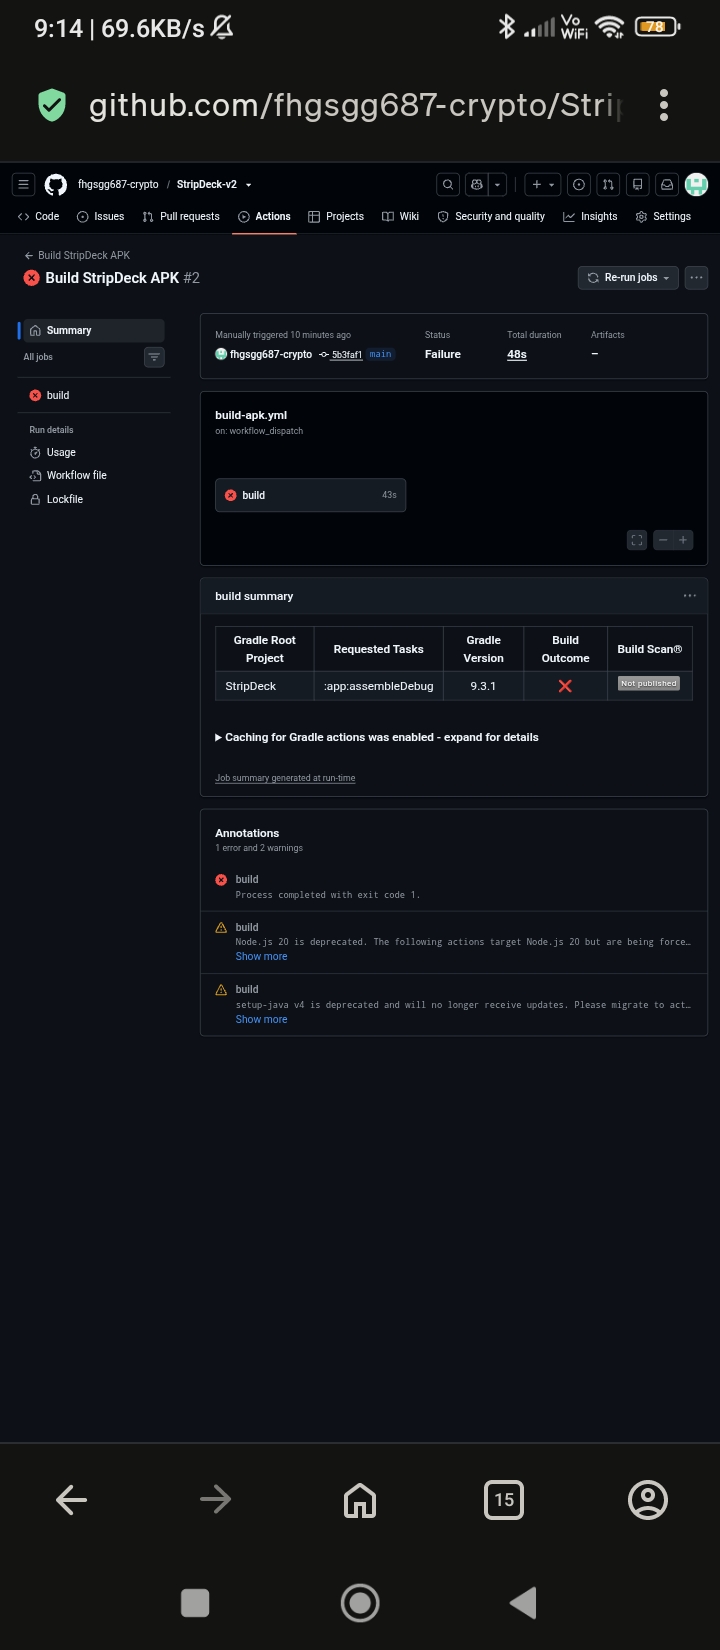 9:14 | 69.6KB/s
Vo
WiFi
78
github.com/fhgsgg687-crypto/Strip
fhgsgg687-crypto / StripDeck-v2
Code
Issues
Pull requests
Actions
Projects
Wiki
Security and quality
Insights
Settings
Build StripDeck APK
Build StripDeck APK #2
Re-run jobs
Summary
All jobs
build
Run details
Usage
Workflow file
Lockfile
Manually triggered 10 minutes ago
fhgsgg687-crypto 5b3faf1 main
Status
Failure
Total duration
48s
Artifacts
–
build-apk.yml
on: workflow_dispatch
build 43s
build summary
Gradle Root Project
Requested Tasks
Gradle Version
Build Outcome
Build Scan®
StripDeck
:app:assembleDebug
9.3.1
Not published
Caching for Gradle actions was enabled - expand for details
Job summary generated at run-time
Annotations
1 error and 2 warnings
build
Process completed with exit code 1.
build
Node.js 20 is deprecated. The following actions target Node.js 20 but are being force…
Show more
build
setup-java v4 is deprecated and will no longer receive updates. Please migrate to act…
Show more
15